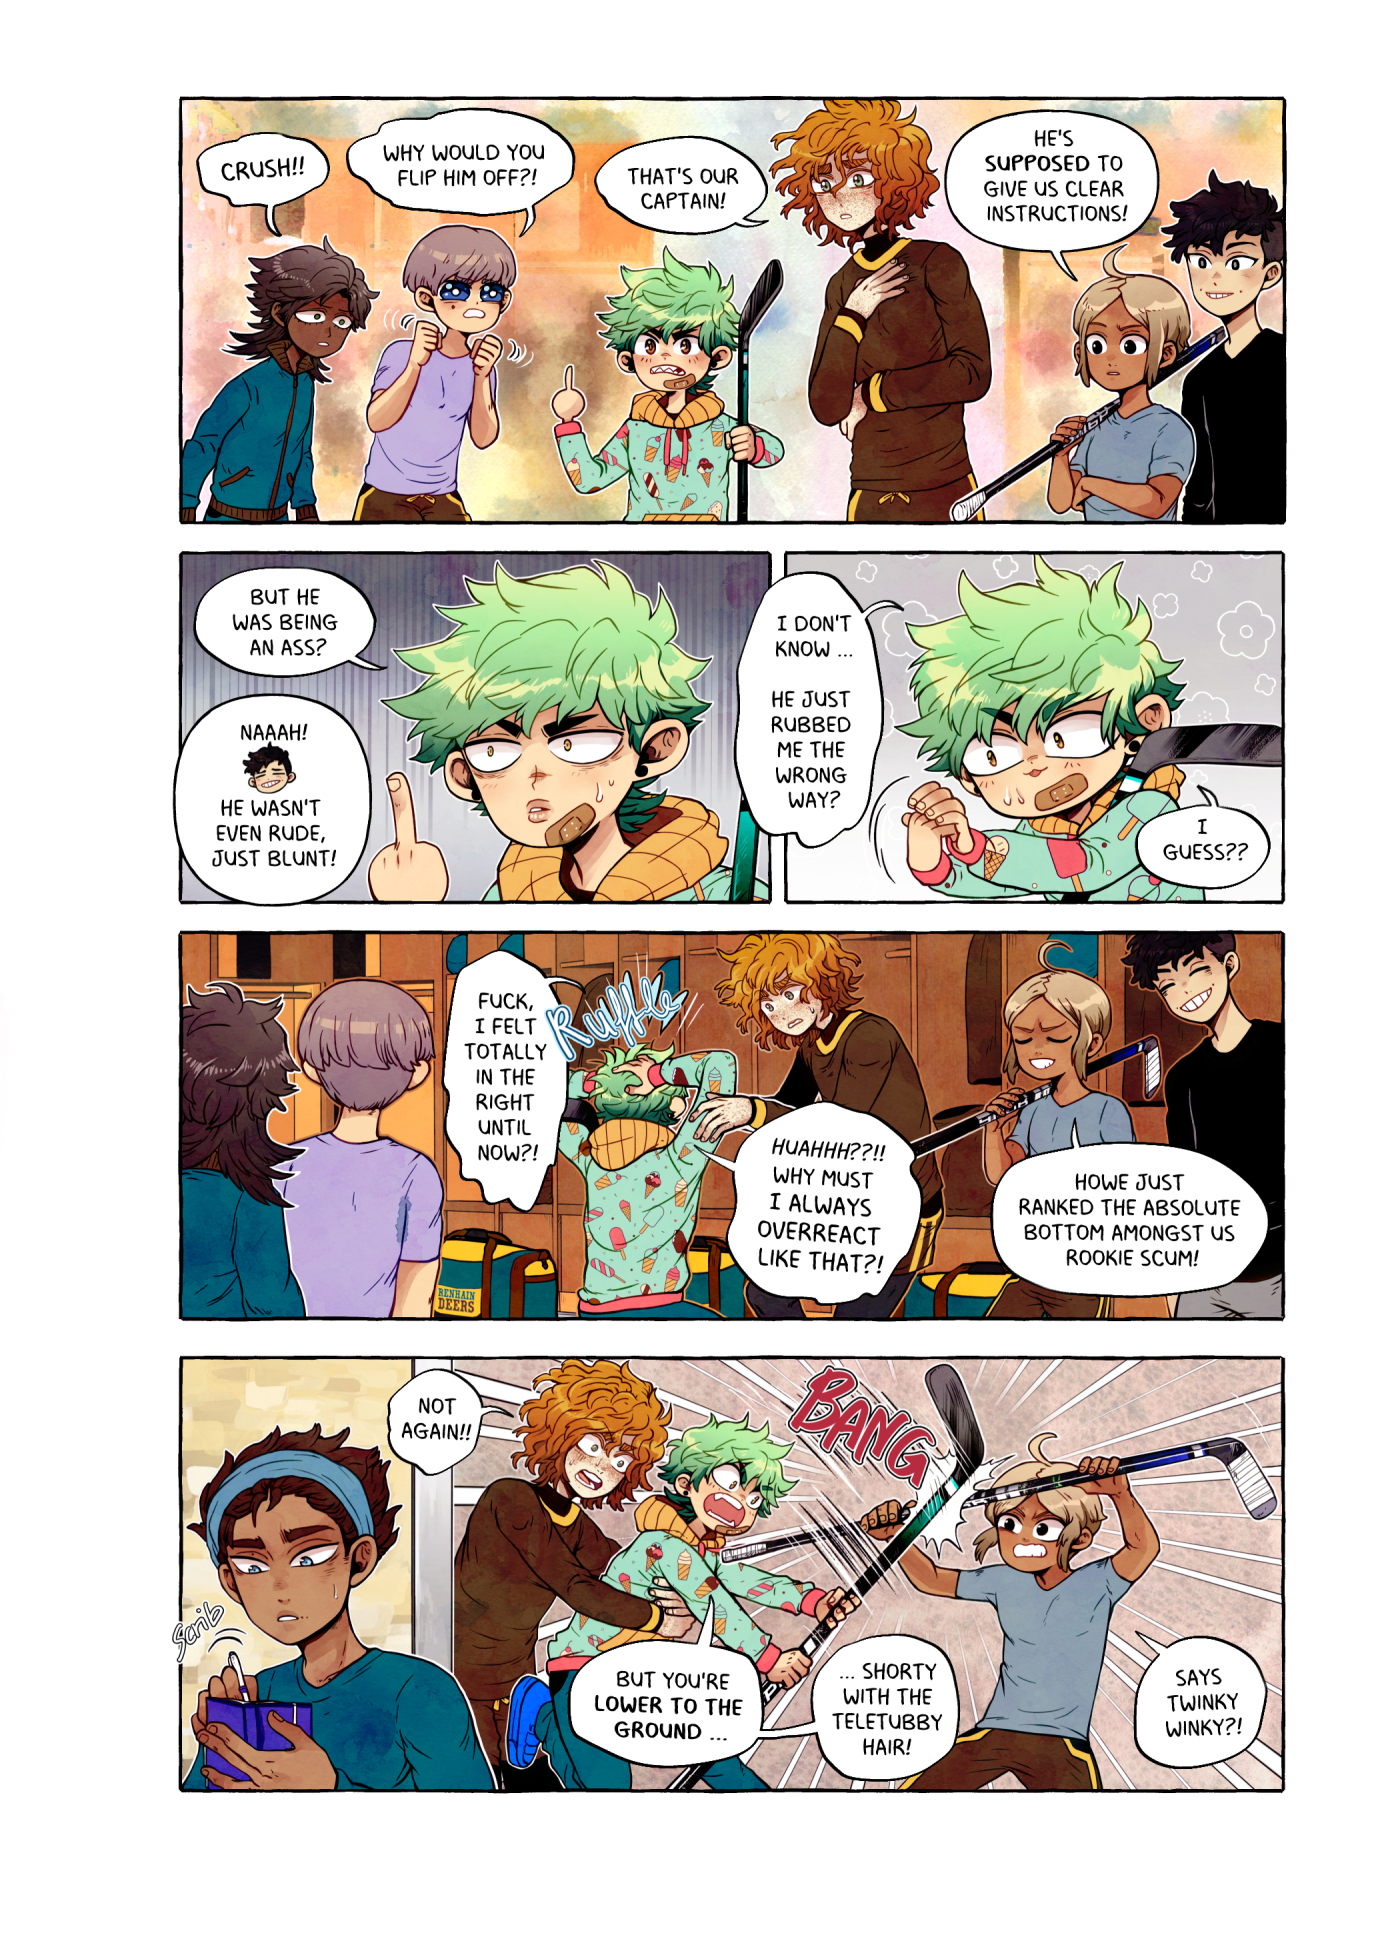 CRUSH!!
WHY WOULD YOU
FLIP HIM OFF?!
THAT'S OUR
CAPTAIN!
HE'S
SUPPOSED TO
GIVE US CLEAR
INSTRUCTIONS!
BUT HE
WAS BEING
AN ASS?
NAAAH!
HE WASN'T
EVEN RUDE,
JUST BLUNT!
I DON'T
KNOW ...
HE JUST
RUBBED
ME THE
WRONG
WAY?
I
GUESS??
FUCK,
I FELT
TOTALLY
IN THE
RIGHT
UNTIL
NOW?!
Ruffle
HUAHHH??!!
WHY MUST
I ALWAYS
OVERREACT
LIKE THAT?!
HOWE JUST
RANKED THE ABSOLUTE
BOTTOM AMONGST US
ROOKIE SCUM!
RENHAIN
DEERS
NOT
AGAIN!!
BANG
Scrib
BUT YOU'RE
LOWER TO THE
GROUND ...
... SHORTY
WITH THE
TELETUBBY
HAIR!
SAYS
TWINKY
WINKY?!